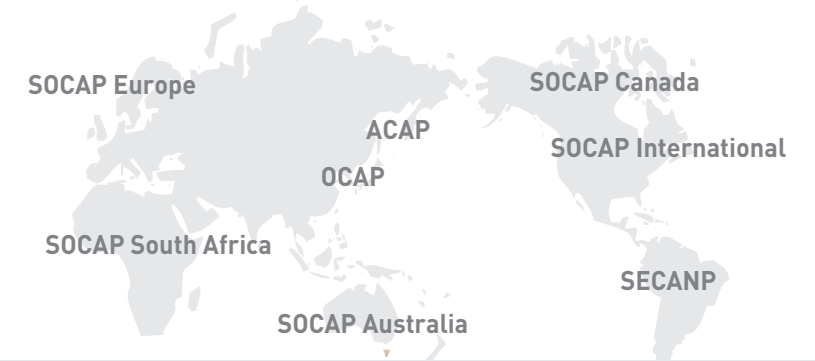 SOCAP Europe
SOCAP Canada
ACAP
SOCAP International
OCAP
SOCAP South Africa
SECANP
SOCAP Australia